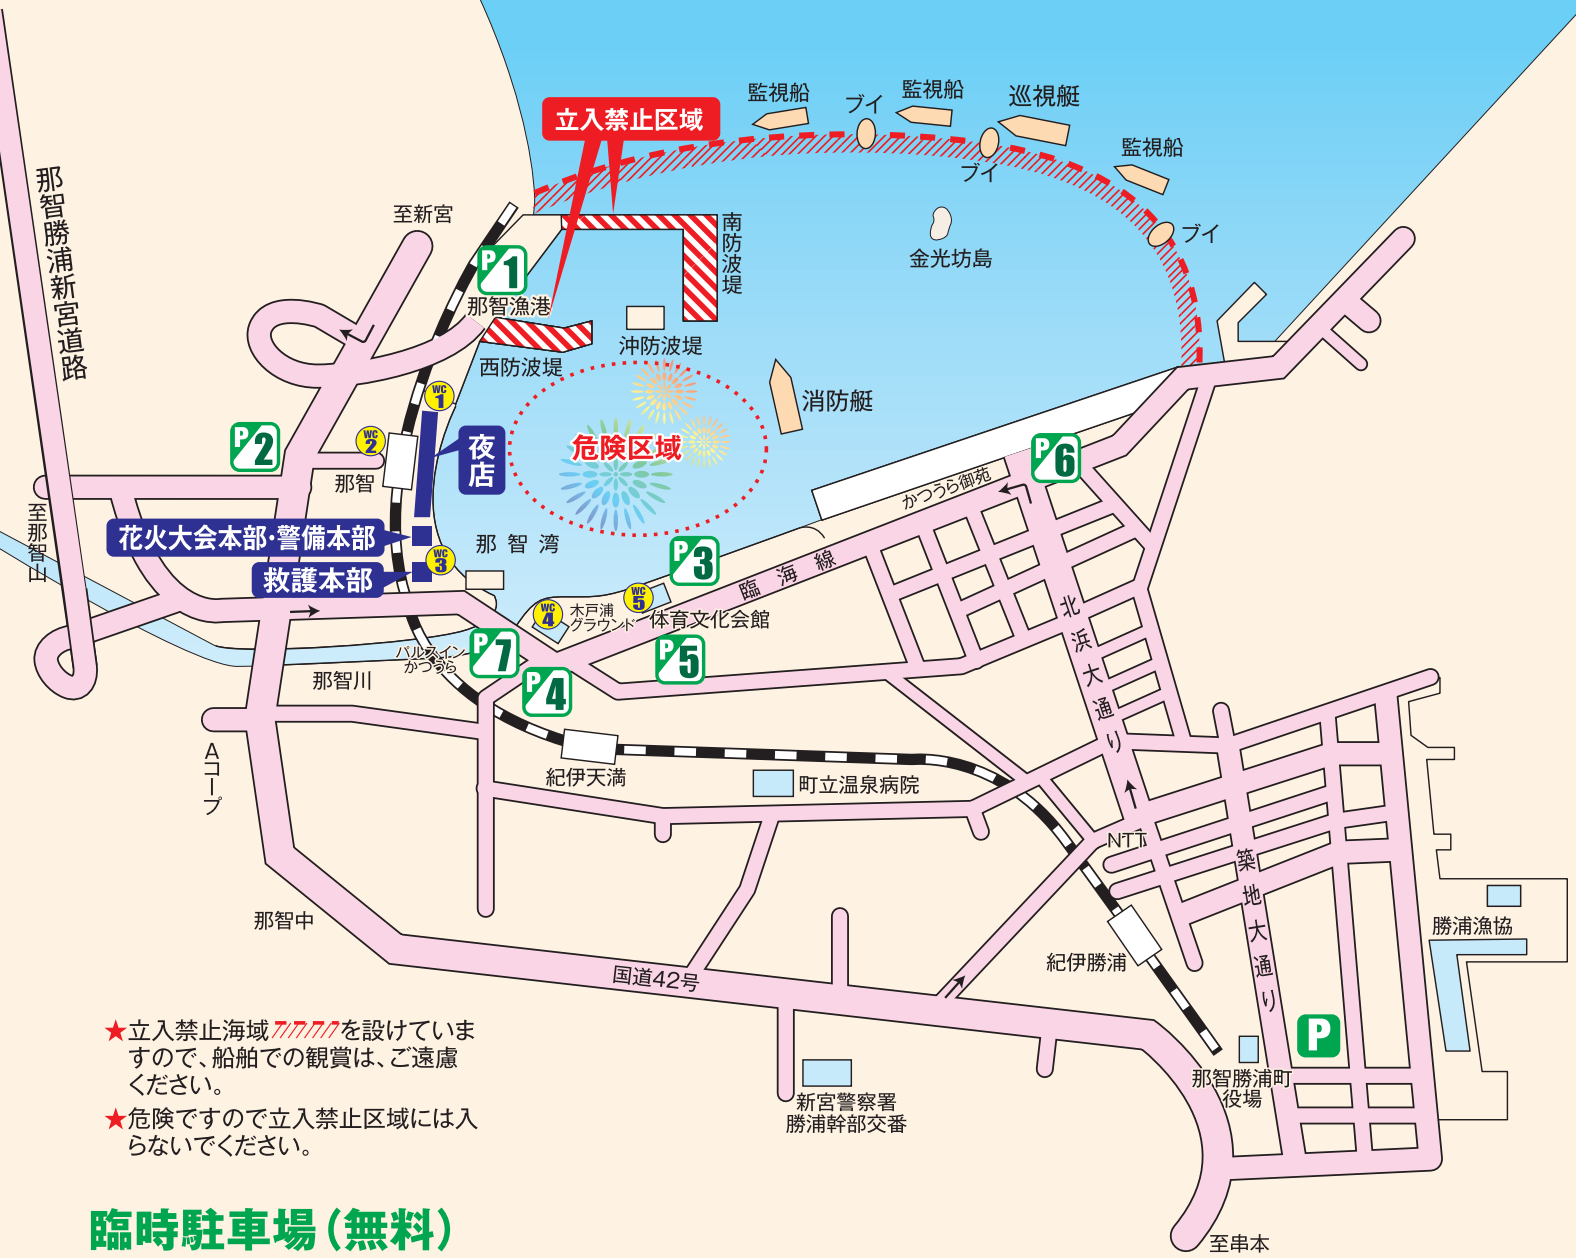 監視船
ブイ
監視船
巡視艇
立入禁止区域
監視船
ブイ
那智勝浦新宮道路
至新宮
南防波堤
ブイ
金光坊島
P1
那智漁港
沖防波堤
西防波堤
消防艇
WC1
危険区域
P2
WC2
夜店
那智
P6
かつうら御苑
至那智山
花火大会本部・警備本部
那智湾
WC3
P3
救護本部
臨海線
WC4
木戸浦
グラウンド
WC5
体育文化会館
北浜大通り
P7
パルスイン
かつうら
P5
那智川
P4
Aコープ
紀伊天満
町立温泉病院
NTT
築地大通り
那智中
勝浦漁協
紀伊勝浦
国道42号
P
★立入禁止海域を設けていま
すので、船舶での観賞は、ご遠慮
ください。
★危険ですので立入禁止区域には入
らないでください。
那智勝浦町
役場
新宮警察署
勝浦幹部交番
臨時駐車場(無料)
至串本